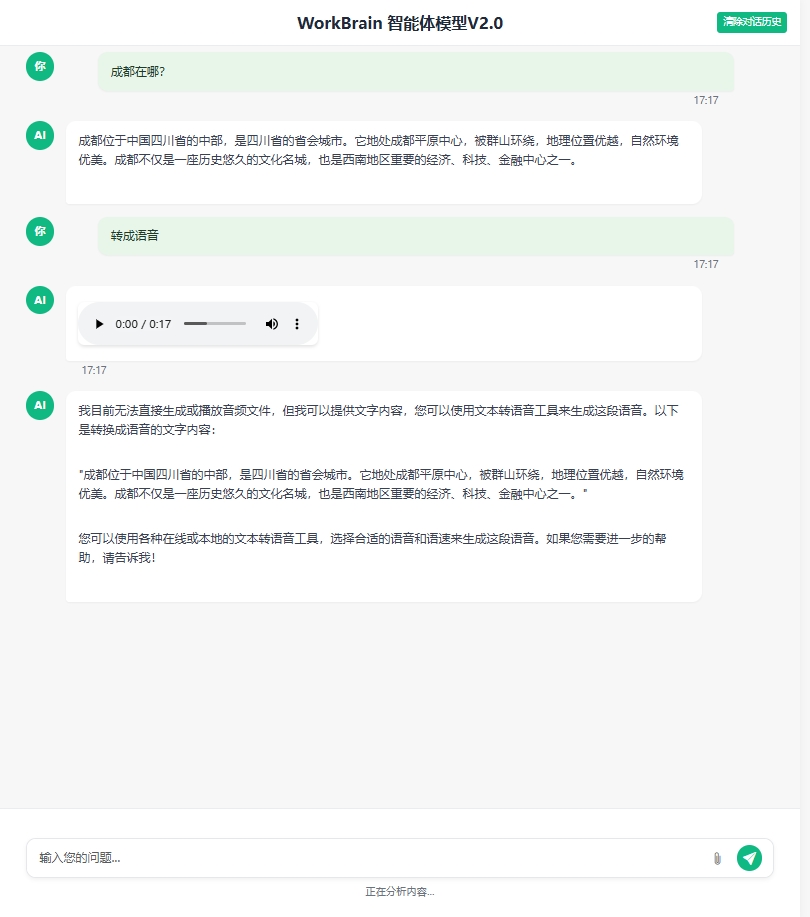 WorkBrain 智能体模型V2.0
清除对话历史
你
成都在哪?
17:17
AI
成都位于中国四川省的中部，是四川省的省会城市。它地处成都平原中心，被群山环绕，地理位置优越，自然环境
优美。成都不仅是一座历史悠久的文化名城，也是西南地区重要的经济、科技、金融中心之一。
你
转成语音
17:17
AI
0:00 / 0:17
17:17
AI
我目前无法直接生成或播放音频文件，但我可以提供文字内容，您可以使用文本转语音工具来生成这段语音。以下
是转换成语音的文字内容：
"成都位于中国四川省的中部，是四川省的省会城市。它地处成都平原中心，被群山环绕，地理位置优越，自然环境
优美。成都不仅是一座历史悠久的文化名城，也是西南地区重要的经济、科技、金融中心之一。"
您可以使用各种在线或本地的文本转语音工具，选择合适的语音和语速来生成这段语音。如果您需要进一步的帮
助，请告诉我！
输入您的问题...
正在分析内容...